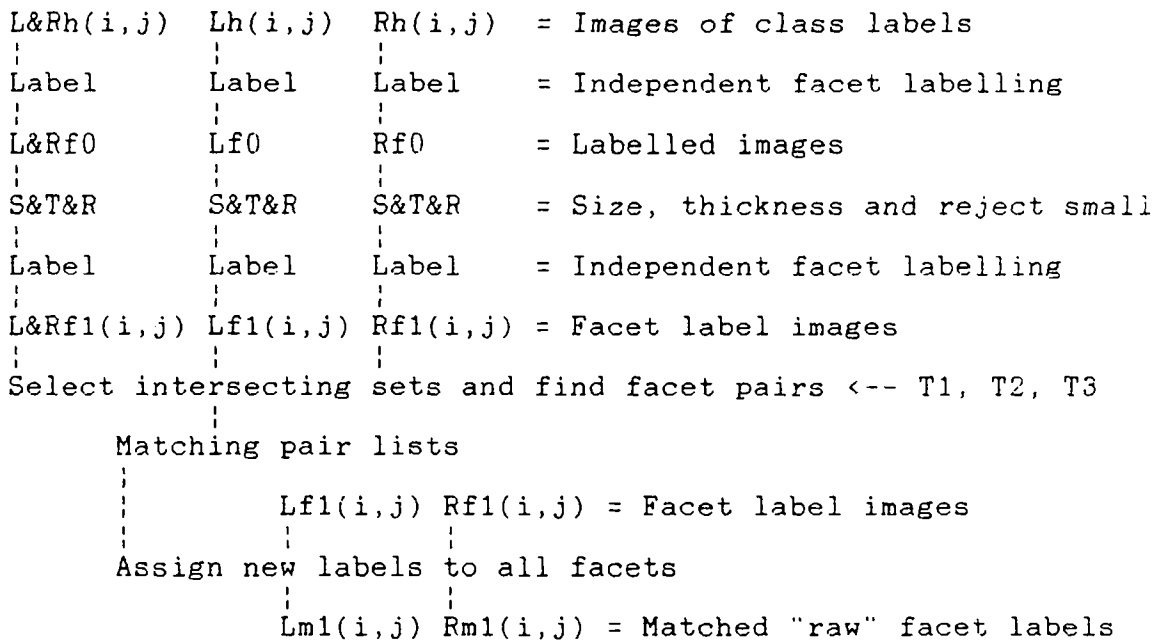 L&Rh(i,j) Lh(i,j) Rh(i,j) = Images of class labels
Label Label Label = Independent facet labelling
L&Rf0 Lf0 Rf0 = Labelled images
S&T&R S&T&R S&T&R = Size, thickness and reject small
Label Label Label = Independent facet labelling
L&Rf1(i,j) Lf1(i,j) Rf1(i,j) = Facet label images
Select intersecting sets and find facet pairs <-- T1, T2, T3
Matching pair lists
Lf1(i,j) Rf1(i,j) = Facet label images
Assign new labels to all facets
Lm1(i,j) Rm1(i,j) = Matched "raw" facet labels